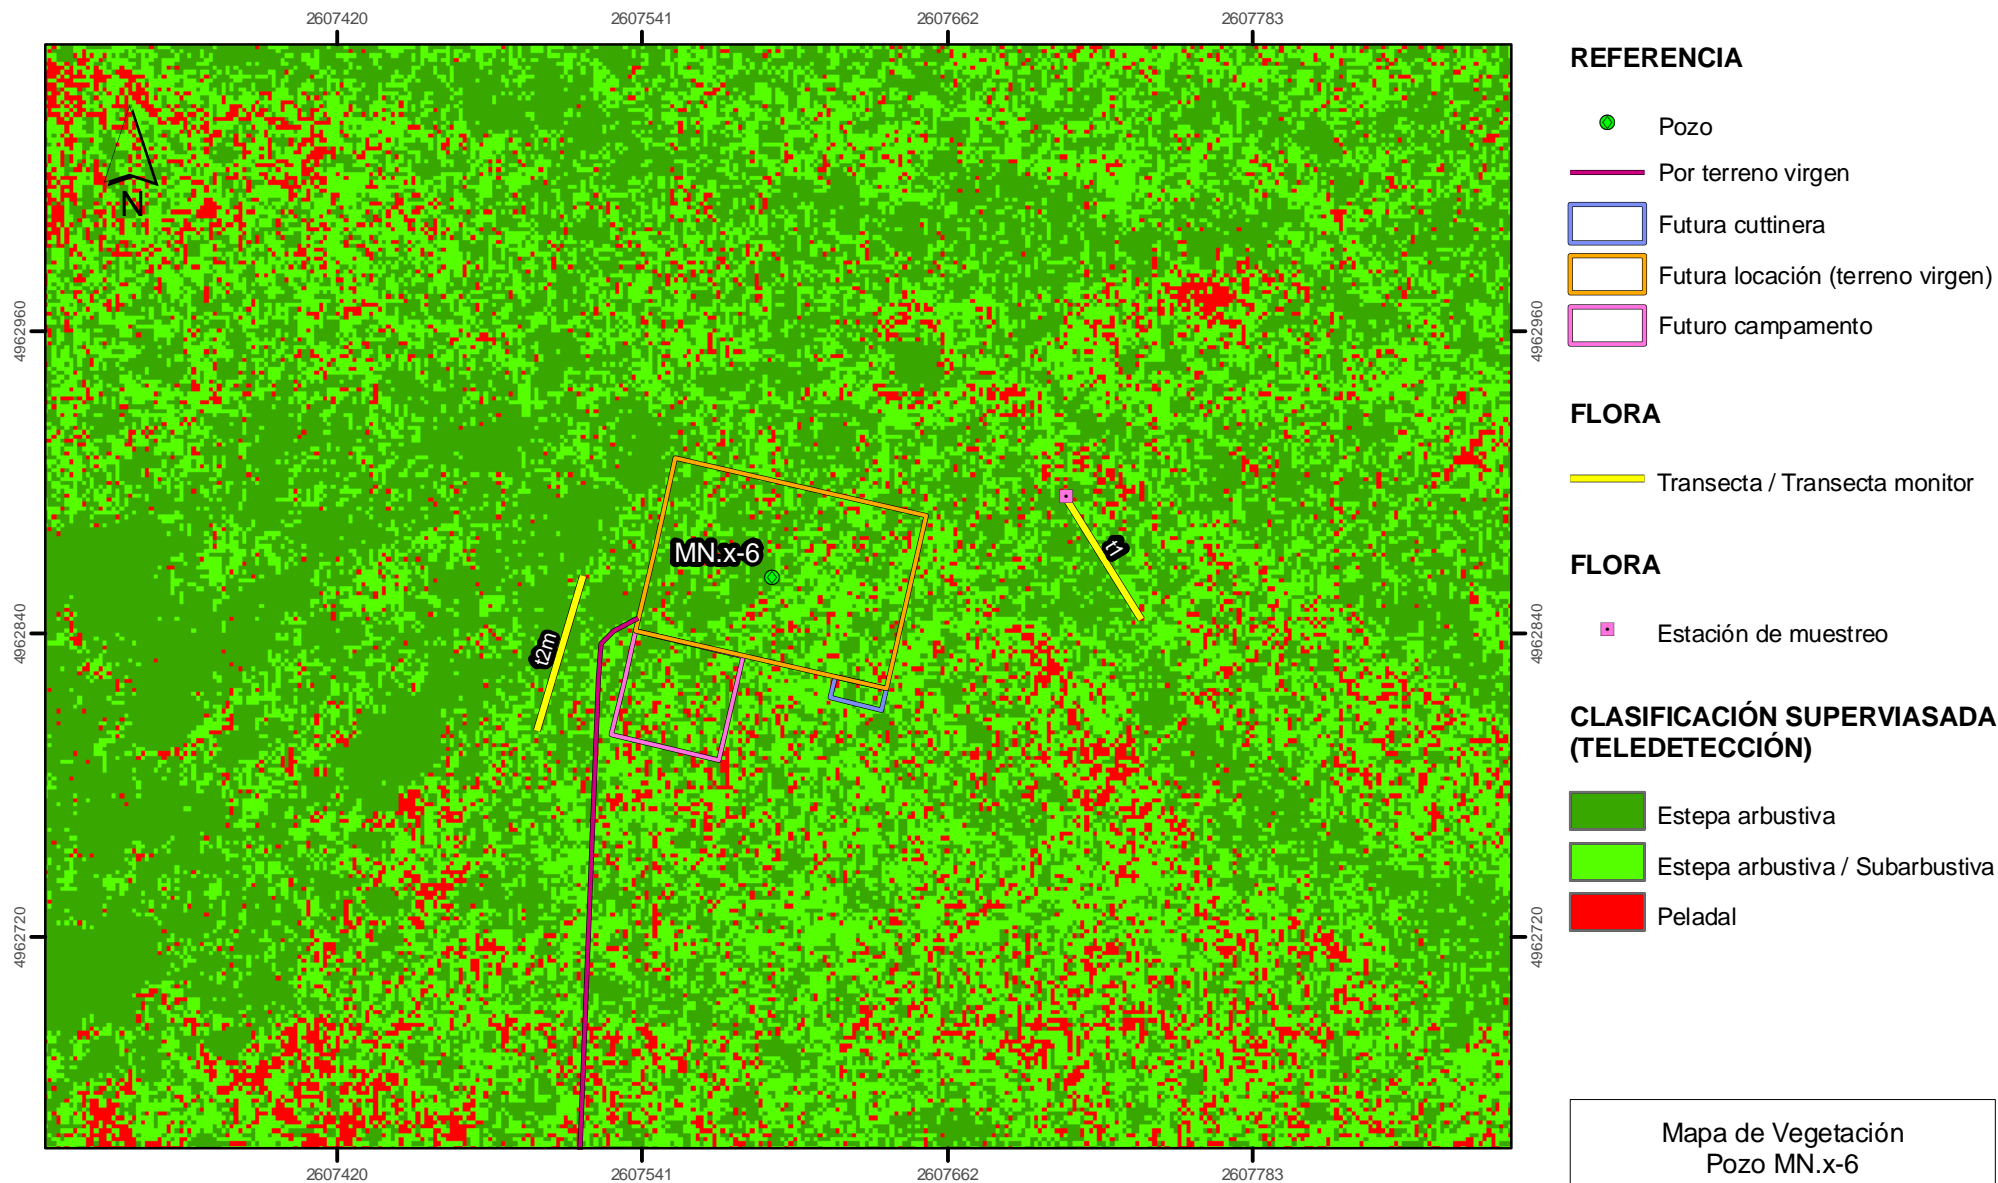 2607420 2607541 2607662 2607783
4962960
4962840
4962720
N
MN.x-6
t1
t2m
4962960
4962840
4962720
2607420 2607541 2607662 2607783
REFERENCIA
Pozo
Por terreno virgen
Futura cuttinera
Futura locación (terreno virgen)
Futuro campamento
FLORA
Transecta / Transecta monitor
FLORA
Estación de muestreo
CLASIFICACIÓN SUPERVIASADA
(TELEDETECCIÓN)
Estepa arbustiva
Estepa arbustiva / Subarbustiva
Peladal
Mapa de Vegetación
Pozo MN.x-6